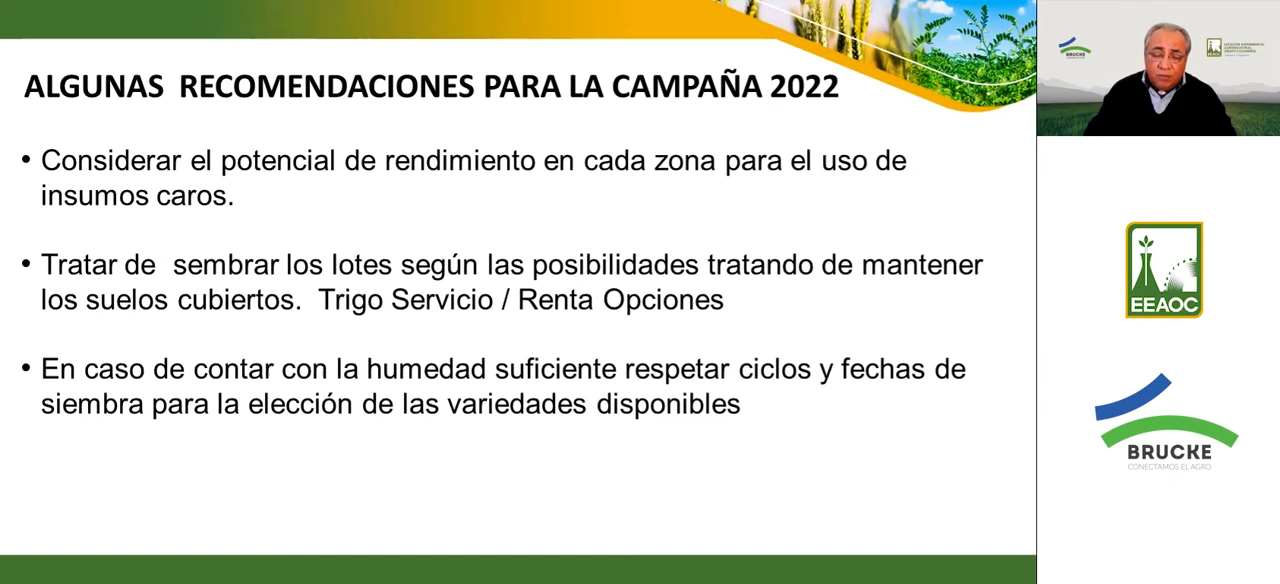 ALGUNAS RECOMENDACIONES PARA LA CAMPAÑA 2022
• Considerar el potencial de rendimiento en cada zona para el uso de
insumos caros.
• Tratar de sembrar los lotes según las posibilidades tratando de mantener
los suelos cubiertos. Trigo Servicio / Renta Opciones
• En caso de contar con la humedad suficiente respetar ciclos y fechas de
siembra para la elección de las variedades disponibles
BRUCKE
EEAOC
BRUCKE
CONECTAMOS EL AGRO